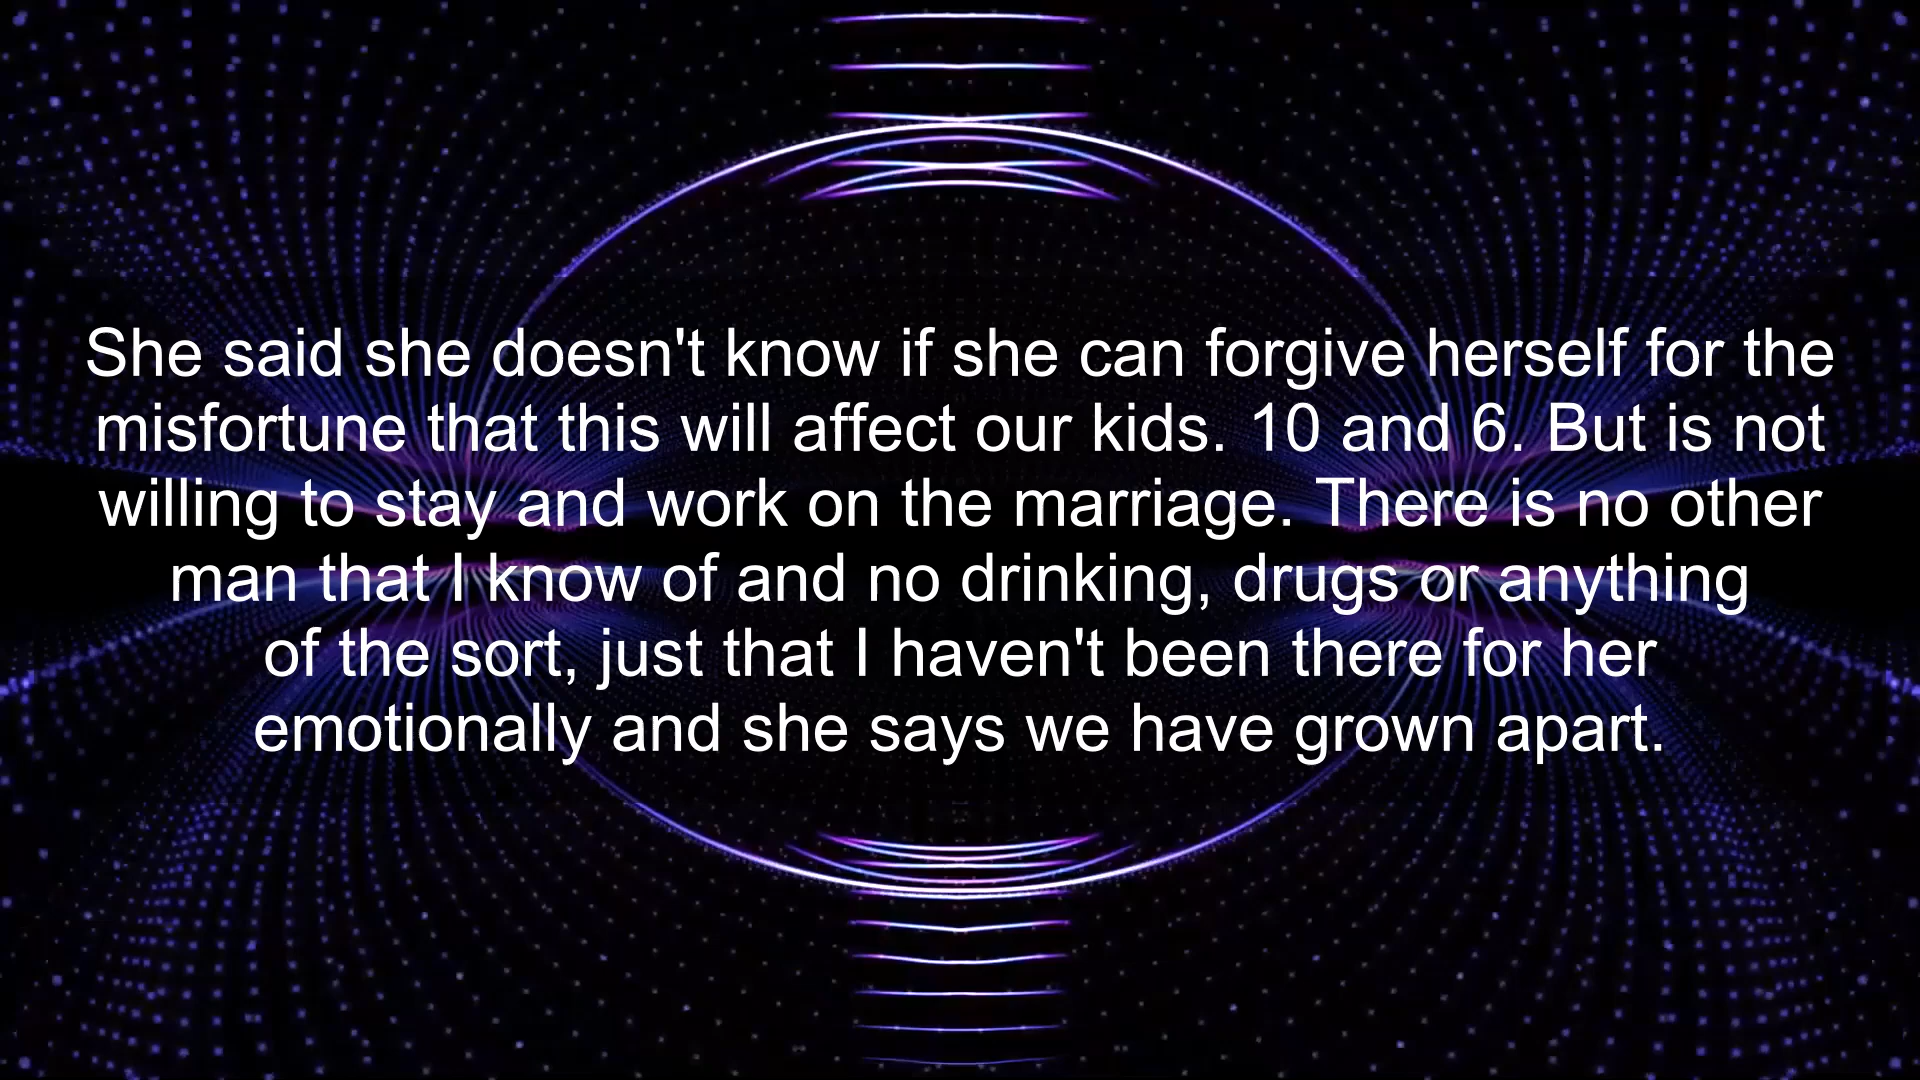 She said she doesn't know if she can forgive herself for the
misfortune that this will affect our kids. 10 and 6. But is not
willing to stay and work on the marriage. There is no other
man that I know of and no drinking, drugs or anything
of the sort, just that I haven't been there for her
emotionally and she says we have grown apart.